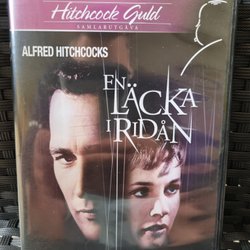 Hitchcock Guld
SAMLARUTGÅVA
ALFRED HITCHCOCKS
EN
LÄCKA
I RIDÅN